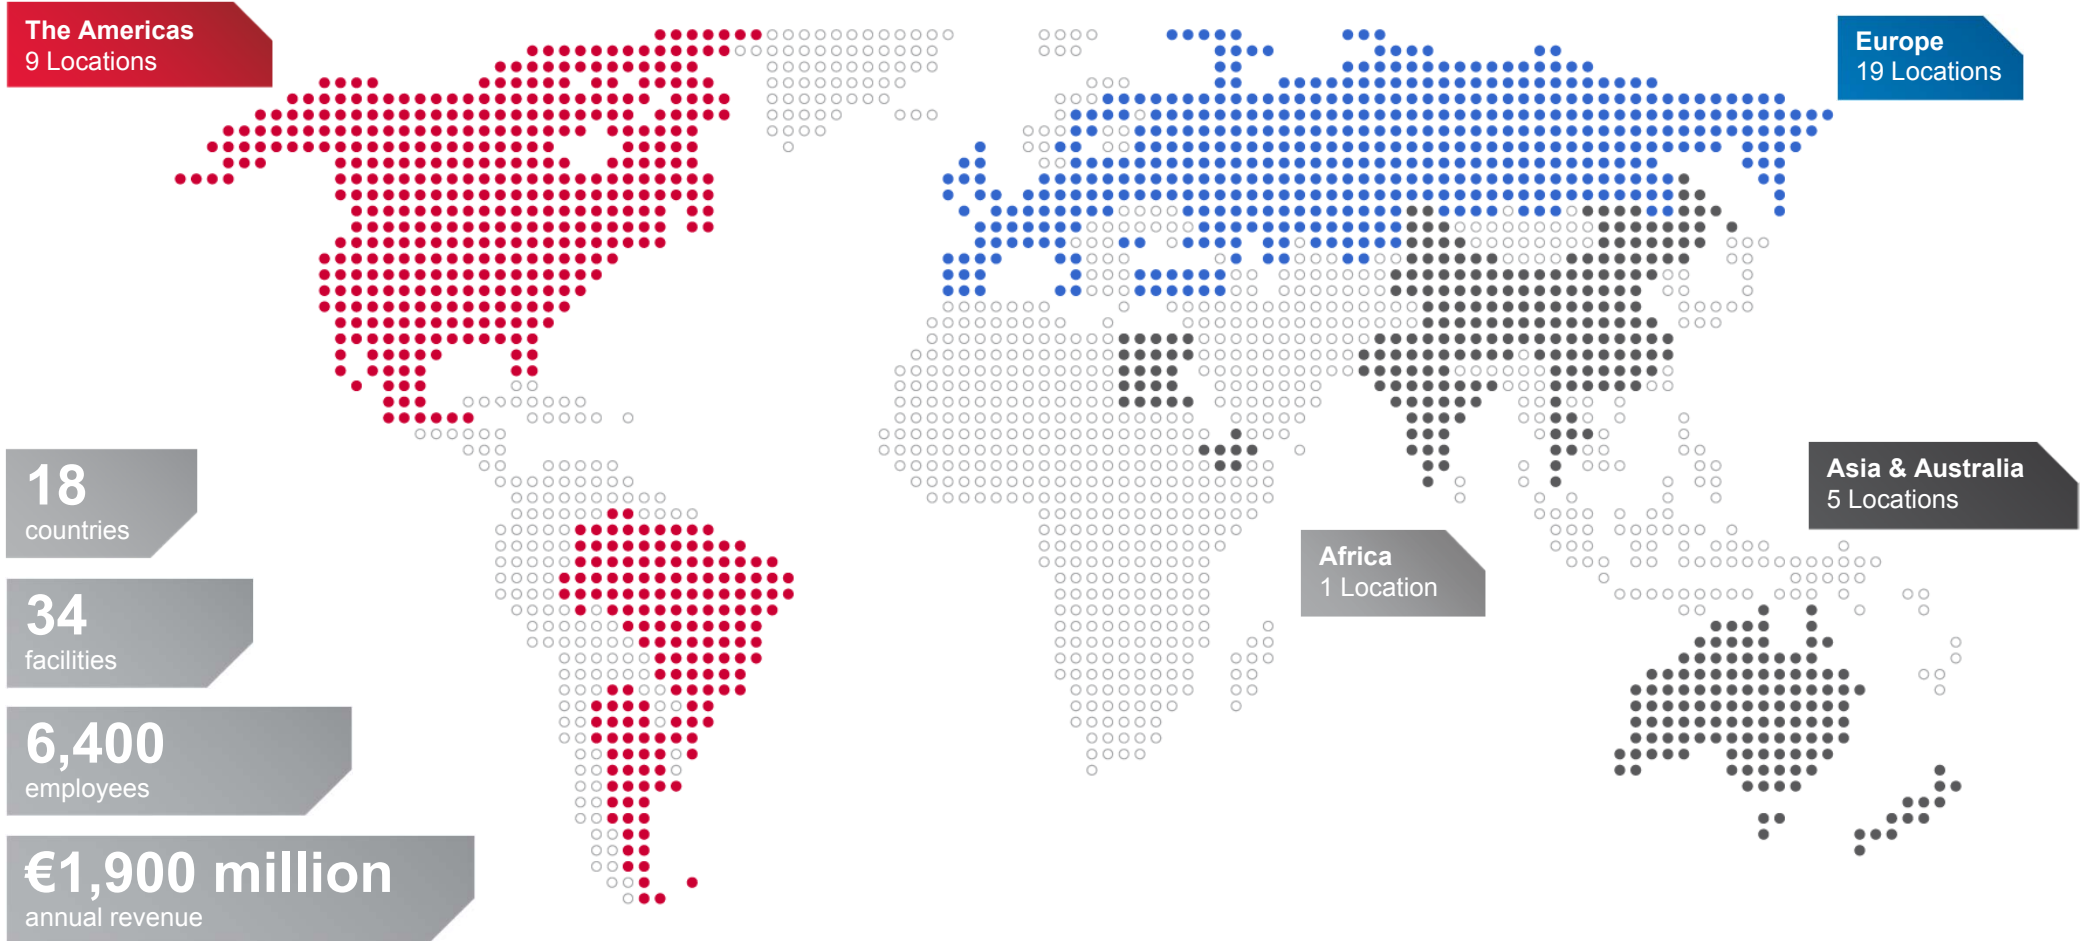 The Americas
9 Locations
Europe
19 Locations
18
countries
Asia & Australia
5 Locations
Africa
1 Location
34
facilities
6,400
employees
€1,900 million
annual revenue